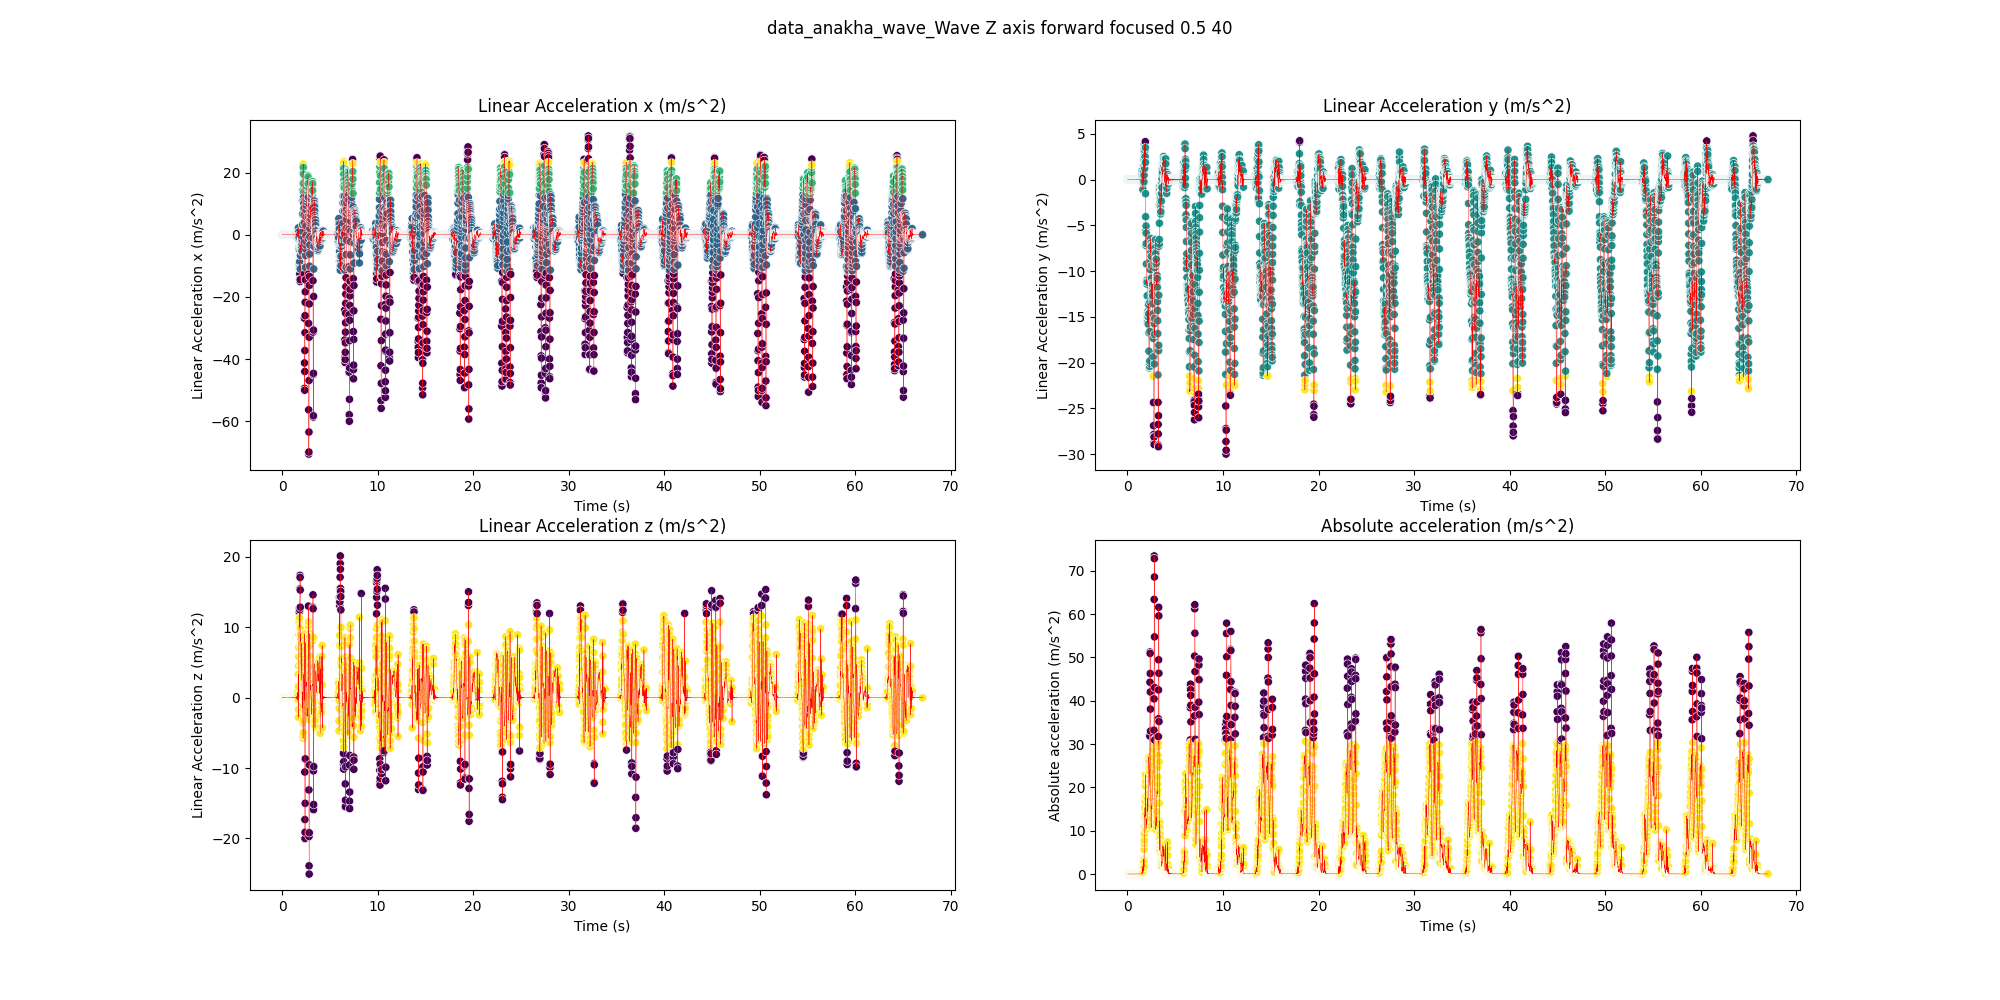 data_anakha_wave_Wave Z axis forward focused 0.5 40
Linear Acceleration x (m/s^2)
Linear Acceleration x (m/s^2)
20
0
−20
−40
−60
0 10 20 30 40 50 60 70
Time (s)
Linear Acceleration y (m/s^2)
Linear Acceleration y (m/s^2)
5
0
−5
−10
−15
−20
−25
−30
0 10 20 30 40 50 60 70
Time (s)
Linear Acceleration z (m/s^2)
Linear Acceleration z (m/s^2)
20
10
0
−10
−20
0 10 20 30 40 50 60 70
Time (s)
Absolute acceleration (m/s^2)
Absolute acceleration (m/s^2)
70
60
50
40
30
20
10
0
0 10 20 30 40 50 60 70
Time (s)